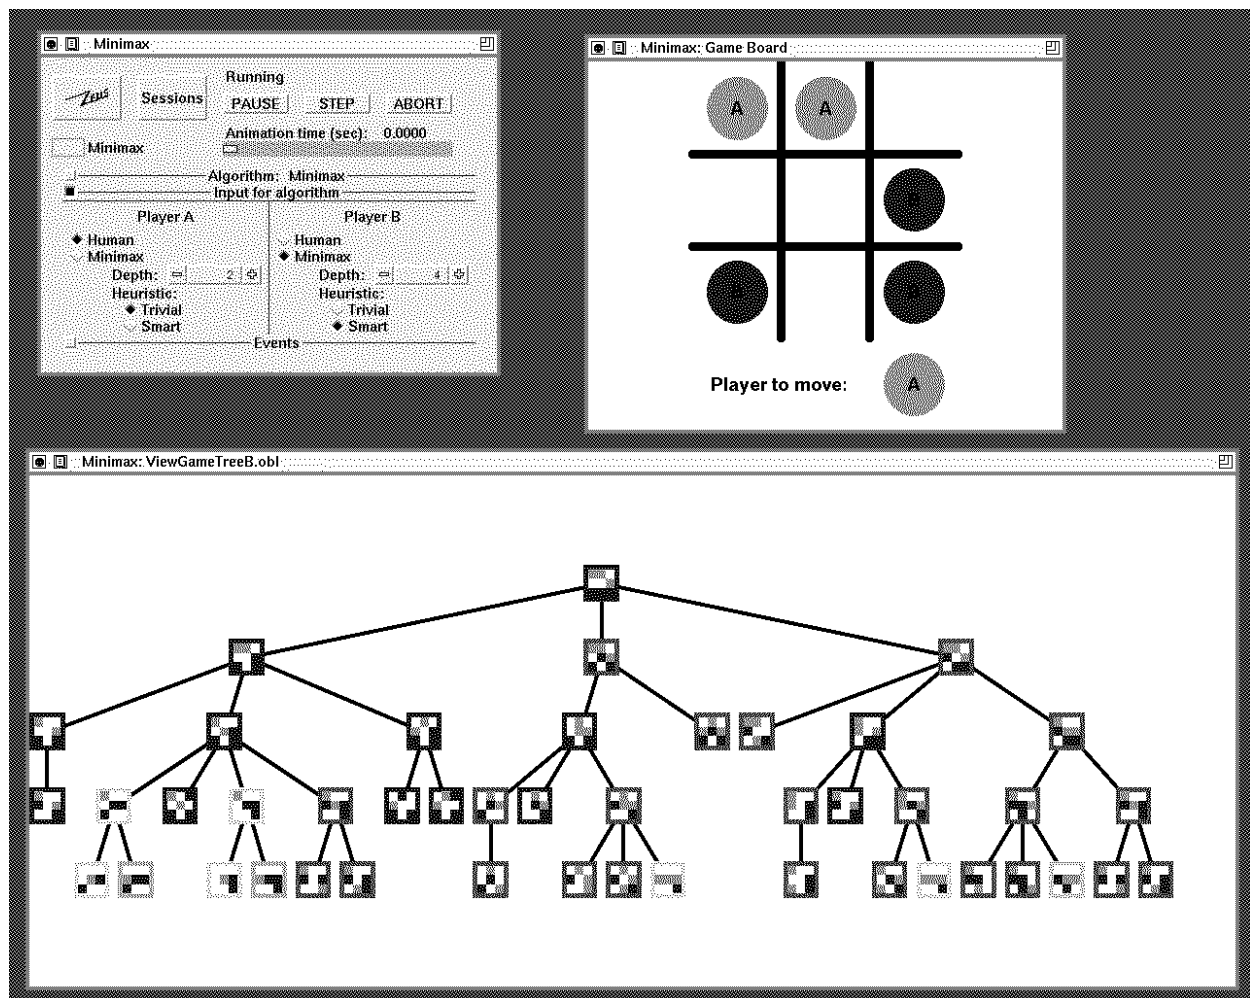 Minimax
Zeus
Sessions
Running
PAUSE STEP ABORT
Animation time (sec): 0.0000
Minimax
Algorithm: Minimax
Input for algorithm
Player A Player B
Human Human
Minimax Minimax
Depth: 2 Depth: 4
Heuristic: Heuristic:
Trivial Trivial
Smart Smart
Events
Minimax: Game Board
A A
B
B B
Player to move: A
Minimax: ViewGameTreeB.obl